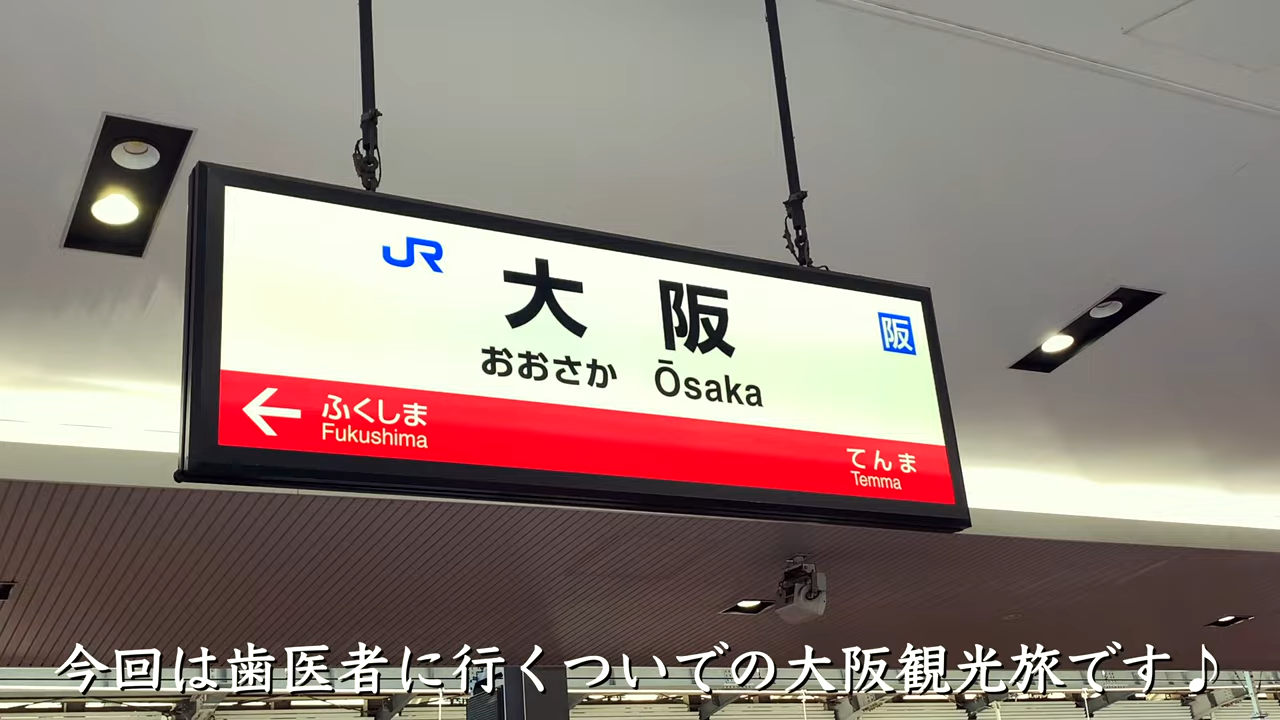 JR
大阪
阪
おおさか Ōsaka
← ふくしま
Fukushima
てんま
Temma
今回は歯医者に行くついでの大阪観光旅です♪